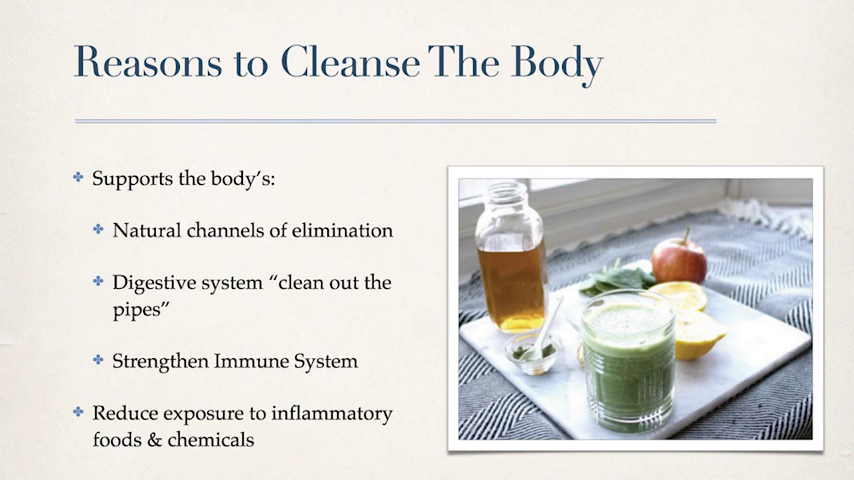 Reasons to Cleanse The Body
Supports the body’s:
Natural channels of elimination
Digestive system “clean out the
pipes”
Strengthen Immune System
Reduce exposure to inflammatory
foods & chemicals